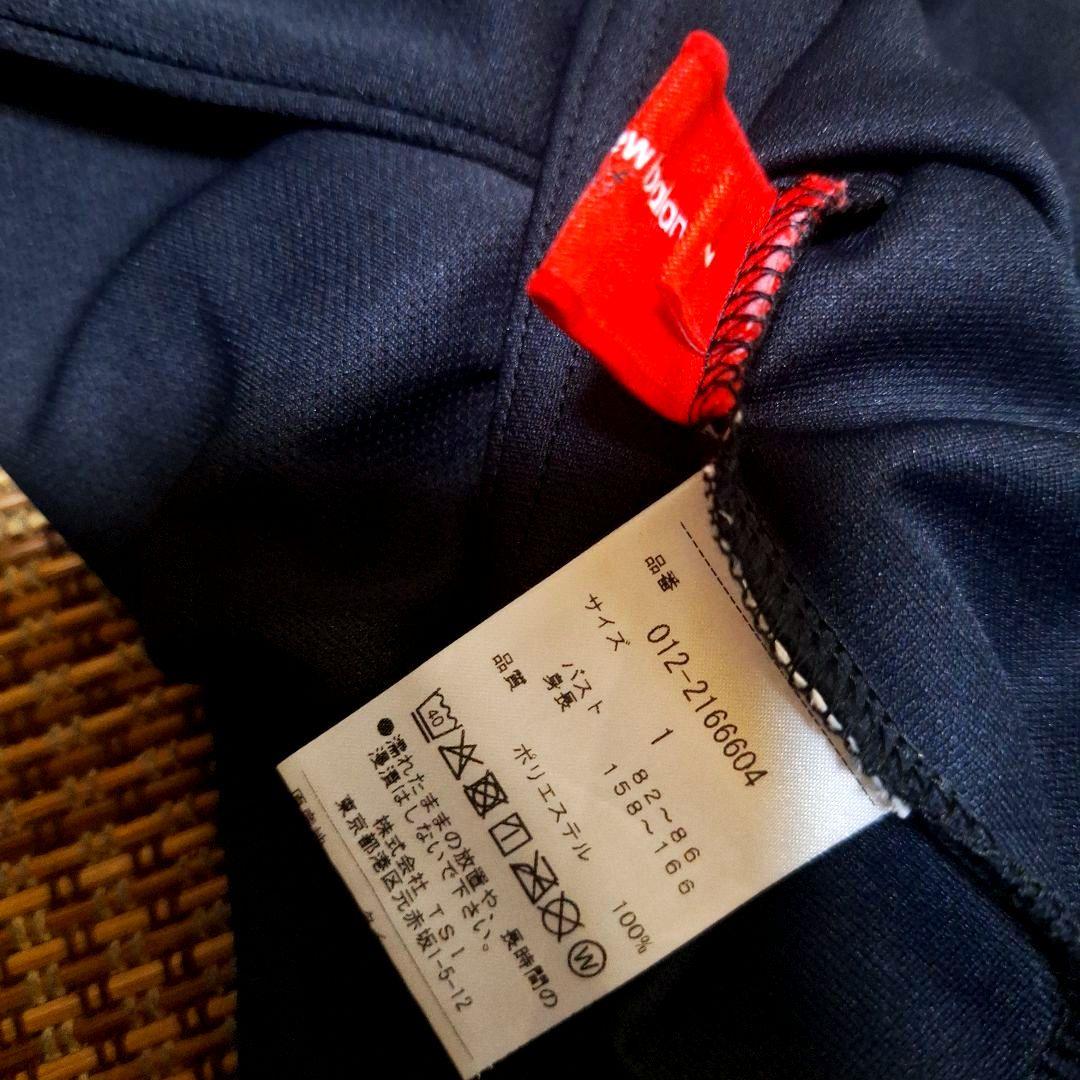 balan
品番 012-2166604
サイズ 1
バスト 82～86
身長 158～166
品質 ポリエステル 100%
40
W
●濡れたままの放置や、長時間の
浸漬はしないで下さい。
株式会社 TSI
東京都港区元赤坂1-5-12